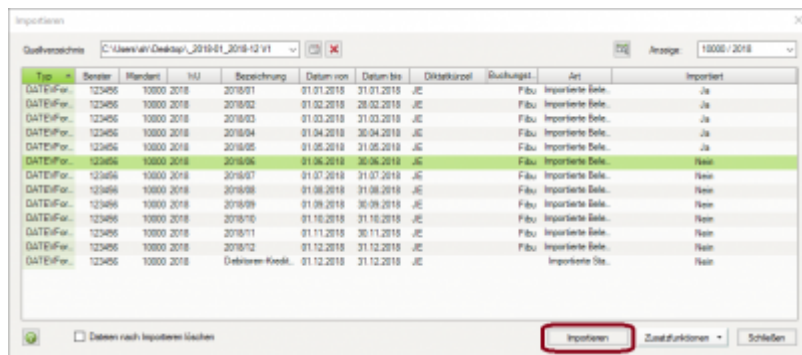 Importieren
Quellverzeichnis C:\Users\ah\Desktop\_2018-01_2018-12 V1 Anzeige: 10000 / 2018
Typ Berater Mandant WJ Bezeichnung Datum von Datum bis Diktatkürzel Buchungst... Art Importiert
DATEVFor... 123456 10000 2018 2018/01 01.01.2018 31.01.2018 JE Fibu Importierte Bele... Ja
DATEVFor... 123456 10000 2018 2018/02 01.02.2018 28.02.2018 JE Fibu Importierte Bele... Ja
DATEVFor... 123456 10000 2018 2018/03 01.03.2018 31.03.2018 JE Fibu Importierte Bele... Ja
DATEVFor... 123456 10000 2018 2018/04 01.04.2018 30.04.2018 JE Fibu Importierte Bele... Ja
DATEVFor... 123456 10000 2018 2018/05 01.05.2018 31.05.2018 JE Fibu Importierte Bele... Ja
DATEVFor... 123456 10000 2018 2018/06 01.06.2018 30.06.2018 JE Fibu Importierte Bele... Nein
DATEVFor... 123456 10000 2018 2018/07 01.07.2018 31.07.2018 JE Fibu Importierte Bele... Nein
DATEVFor... 123456 10000 2018 2018/08 01.08.2018 31.08.2018 JE Fibu Importierte Bele... Nein
DATEVFor... 123456 10000 2018 2018/09 01.09.2018 30.09.2018 JE Fibu Importierte Bele... Nein
DATEVFor... 123456 10000 2018 2018/10 01.10.2018 31.10.2018 JE Fibu Importierte Bele... Nein
DATEVFor... 123456 10000 2018 2018/11 01.11.2018 30.11.2018 JE Fibu Importierte Bele... Nein
DATEVFor... 123456 10000 2018 2018/12 01.12.2018 31.12.2018 JE Fibu Importierte Bele... Nein
DATEVFor... 123456 10000 2018 Debitoren-Kredit... 01.12.2018 31.12.2018 JE Importierte Sta... Nein
Dateien nach Importieren löschen Importieren Zusatzfunktionen Schließen